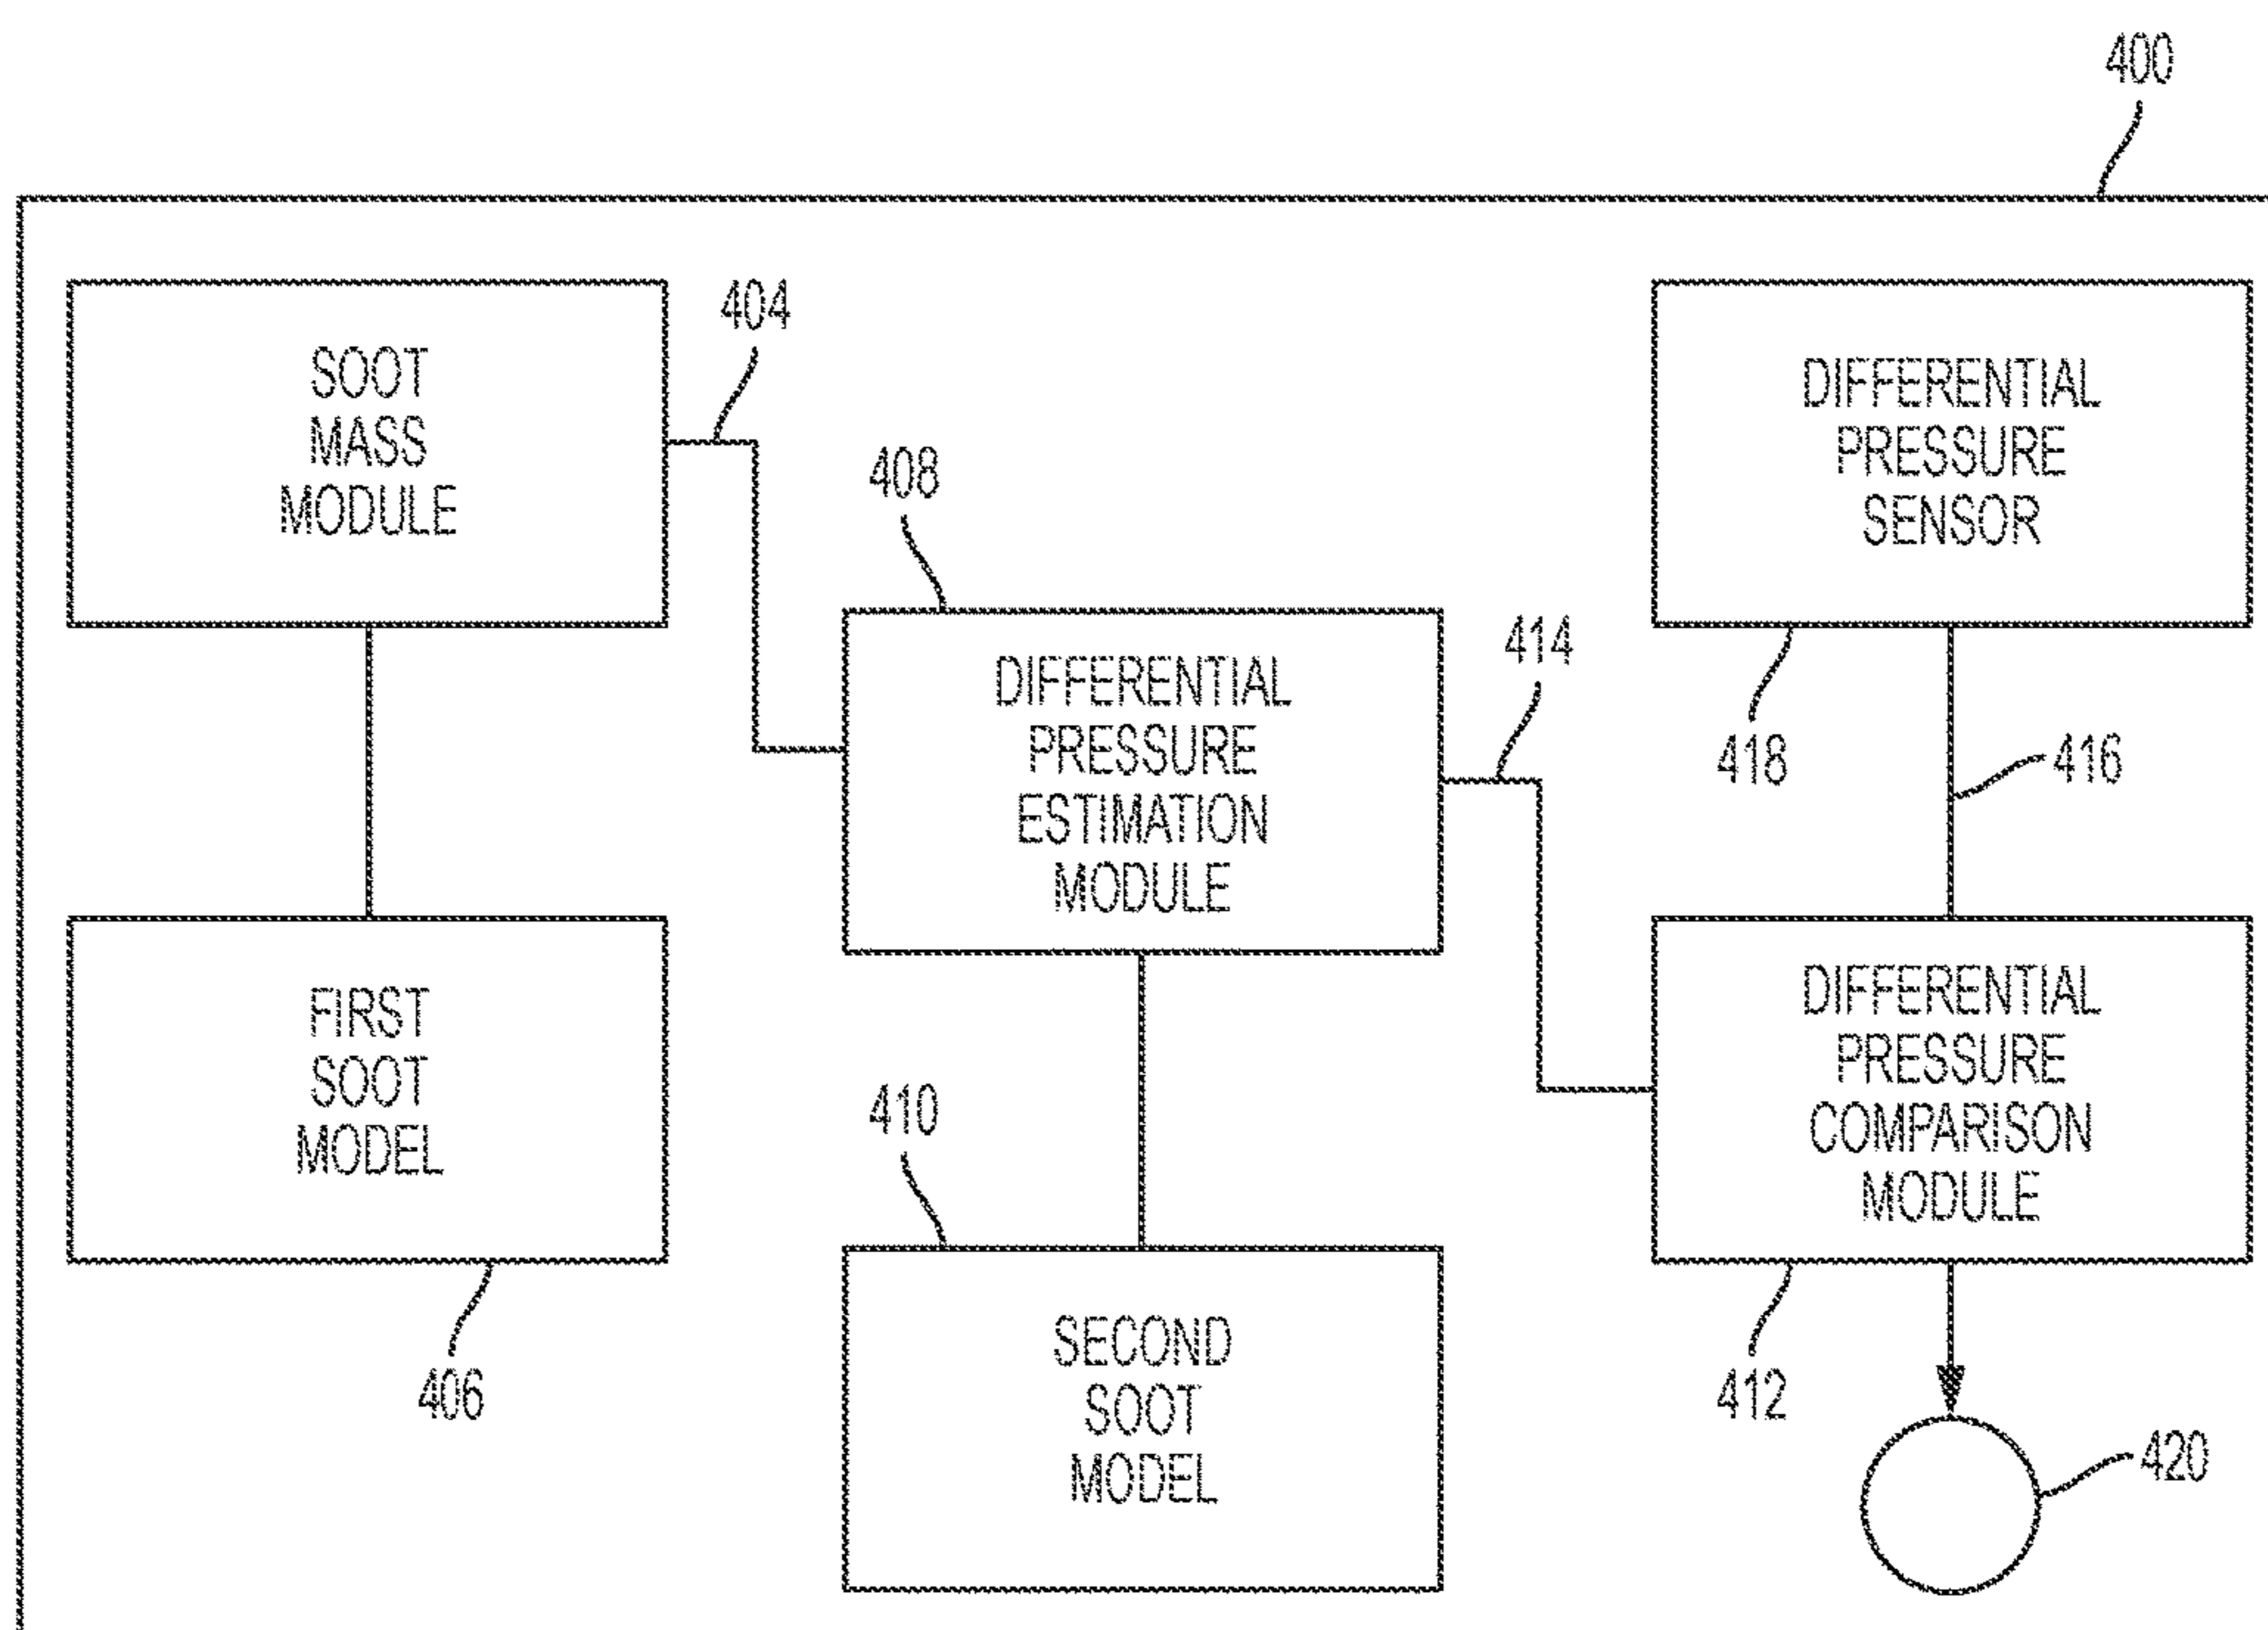 400
SOOT
MASS
MODULE
404
DIFFERENTIAL
PRESSURE
SENSOR
418
416
408
DIFFERENTIAL
PRESSURE
ESTIMATION
MODULE
414
FIRST
SOOT
MODEL
406
410
SECOND
SOOT
MODEL
DIFFERENTIAL
PRESSURE
COMPARISON
MODULE
412
420